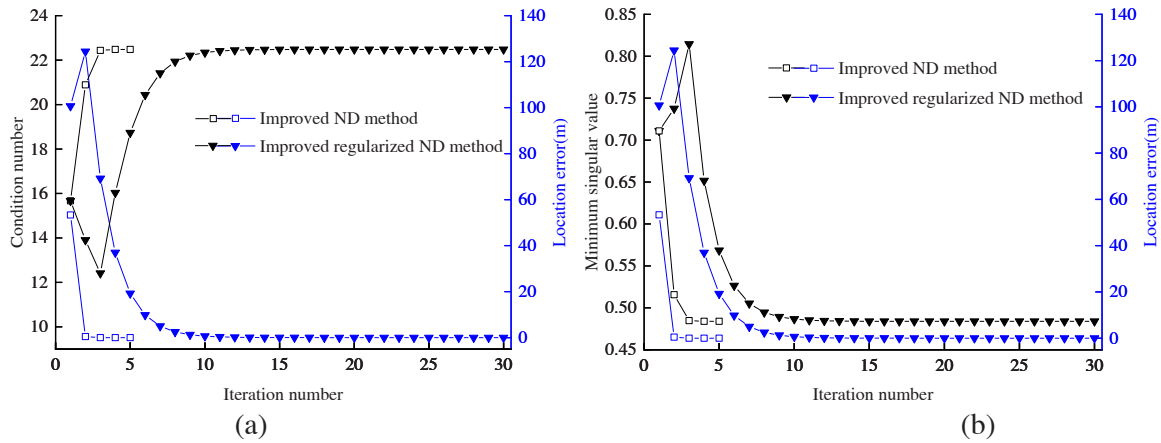 24
22
20
18
16
14
12
10
Condition number
140
120
100
80
60
40
20
0
Location error(m)
Improved ND method
Improved regularized ND method
0 5 10 15 20 25 30
Iteration number
(a)
0.85
0.80
0.75
0.70
0.65
0.60
0.55
0.50
0.45
Minimum singular value
140
120
100
80
60
40
20
0
Location error(m)
Improved ND method
Improved regularized ND method
0 5 10 15 20 25 30
Iteration number
(b)